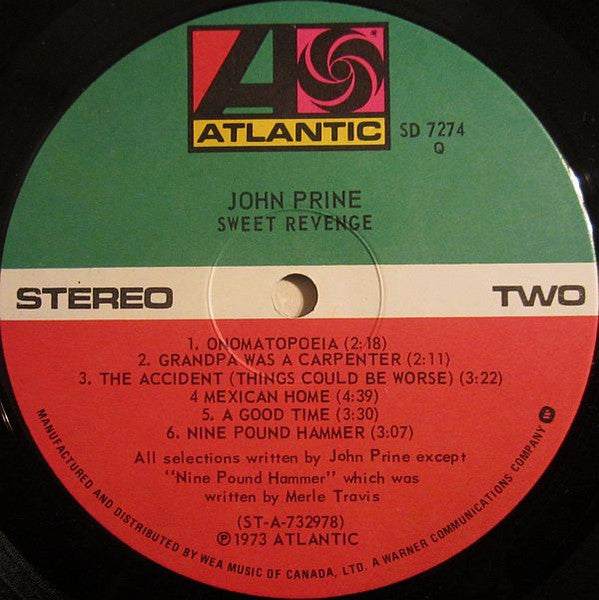 ATLANTIC
SD 7274
Q
JOHN PRINE
SWEET REVENGE
STEREO
TWO
1. ONOMATOPOEIA (2:18)
2. GRANDPA WAS A CARPENTER (2:11)
3. THE ACCIDENT (THINGS COULD BE WORSE) (3:22)
4 MEXICAN HOME (4:39)
5. A GOOD TIME (3:30)
6. NINE POUND HAMMER (3:07)
All selections written by John Prine except
"Nine Pound Hammer" which was
written by Merle Travis
(ST-A-732978)
Ⓟ1973 ATLANTIC
MANUFACTURED AND DISTRIBUTED BY WEA MUSIC OF CANADA, LTD. A WARNER COMMUNICATIONS COMPANY